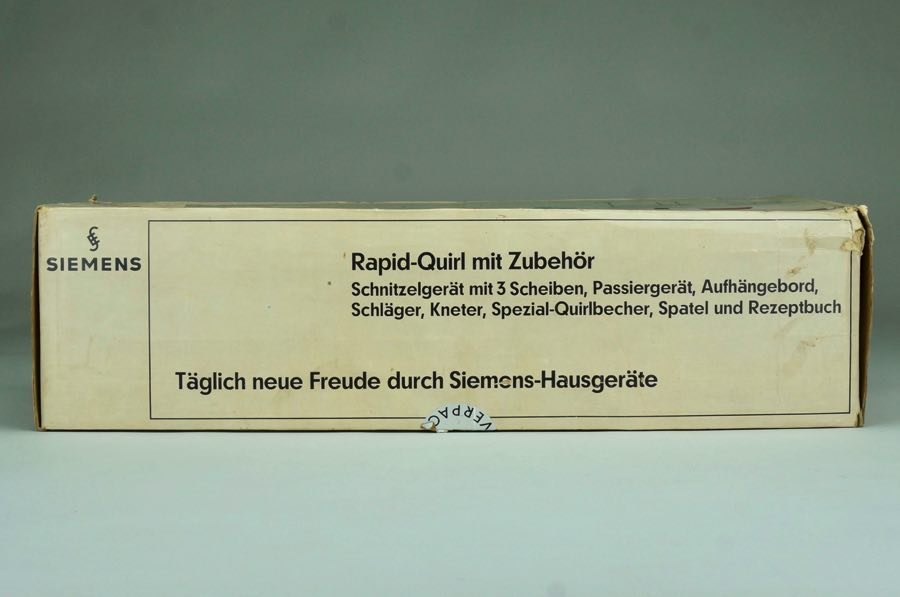 SIEMENS
Rapid-Quirl mit Zubehör
Schnitzelgerät mit 3 Scheiben, Passiergerät, Aufhängebord,
Schläger, Kneter, Spezial-Quirlbecher, Spatel und Rezeptbuch
Täglich neue Freude durch Siemens-Hausgeräte
VERPAC